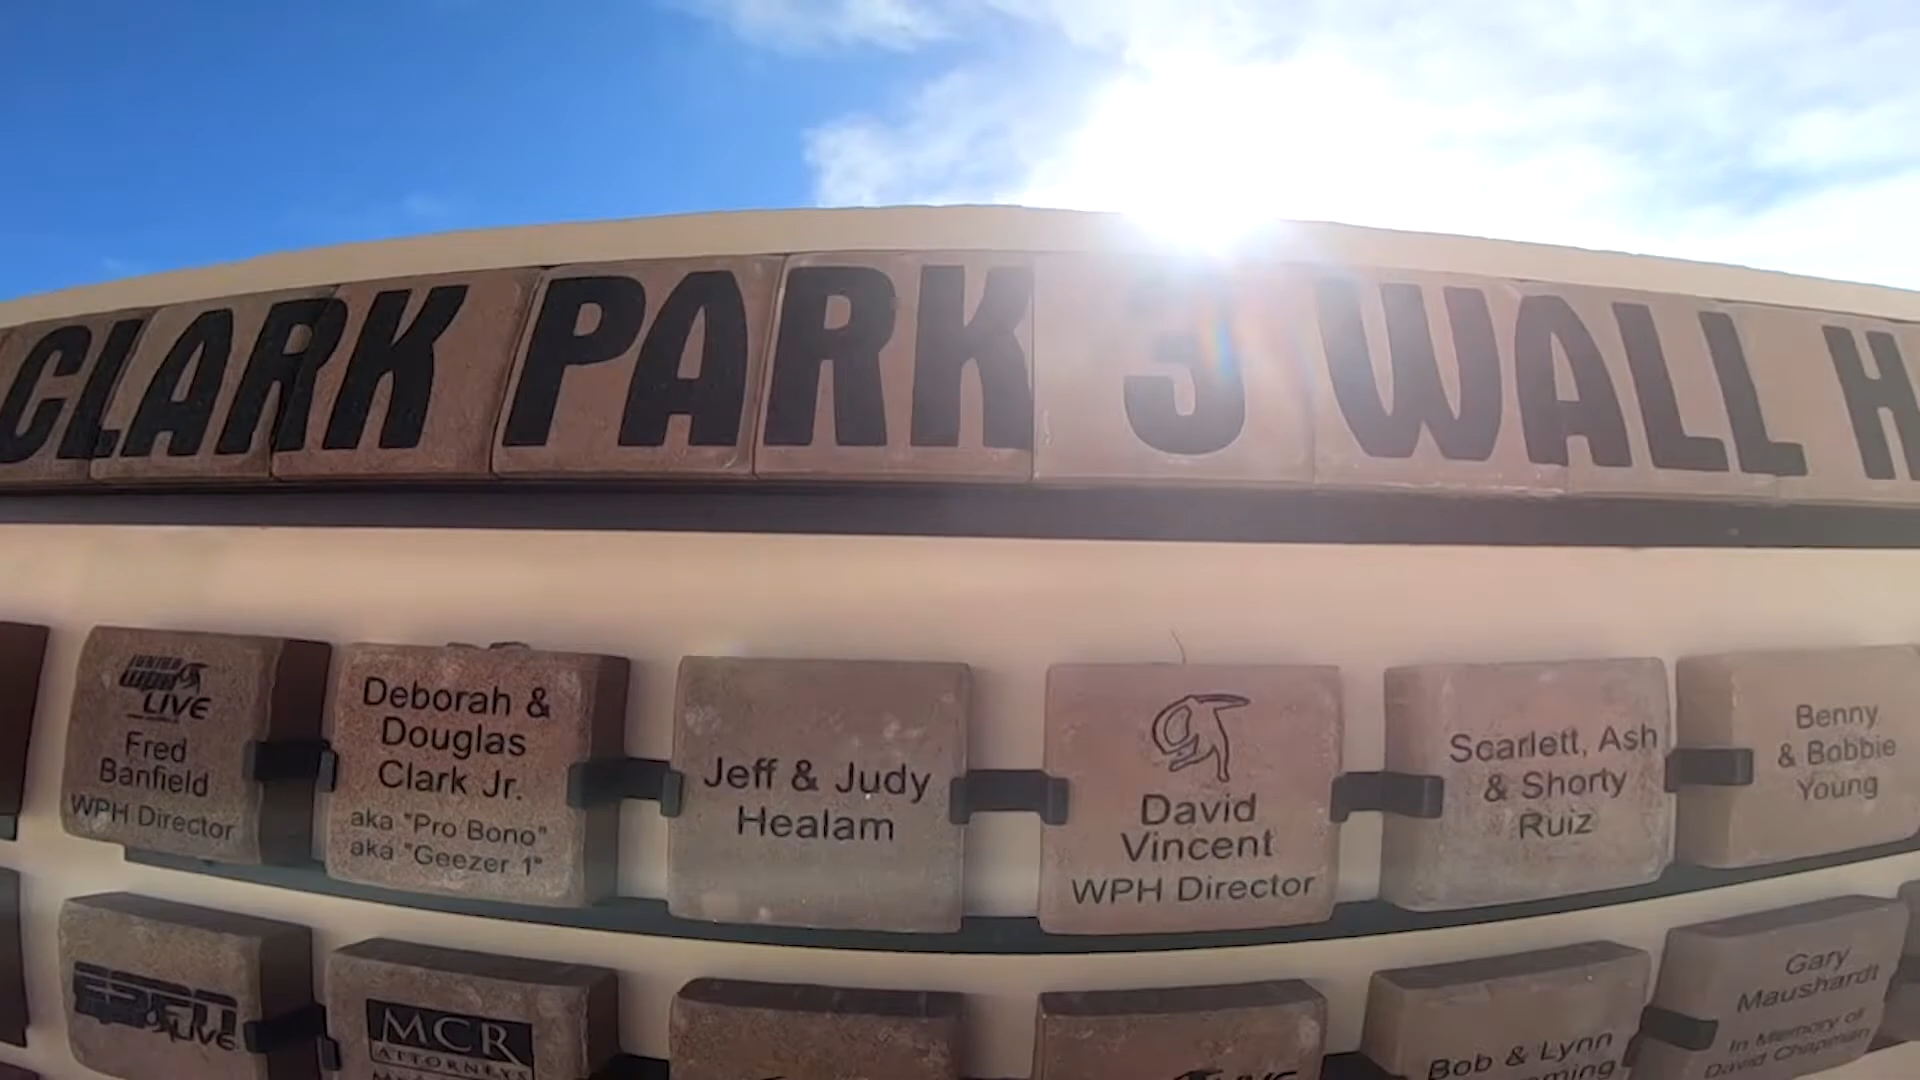 CLARK PARK 3 WALL H
LIVE
Fred
Banfield
WPH Director
Deborah &
Douglas
Clark Jr.
aka "Pro Bono"
aka "Geezer 1"
Jeff & Judy
Healam
David
Vincent
WPH Director
Scarlett, Ash
& Shorty
Ruiz
Benny
& Bobbie
Young
LIVE
MCR
ATTORNEYS
Bob & Lynn
Gary
Maushardt
In Memory of
David Chapman